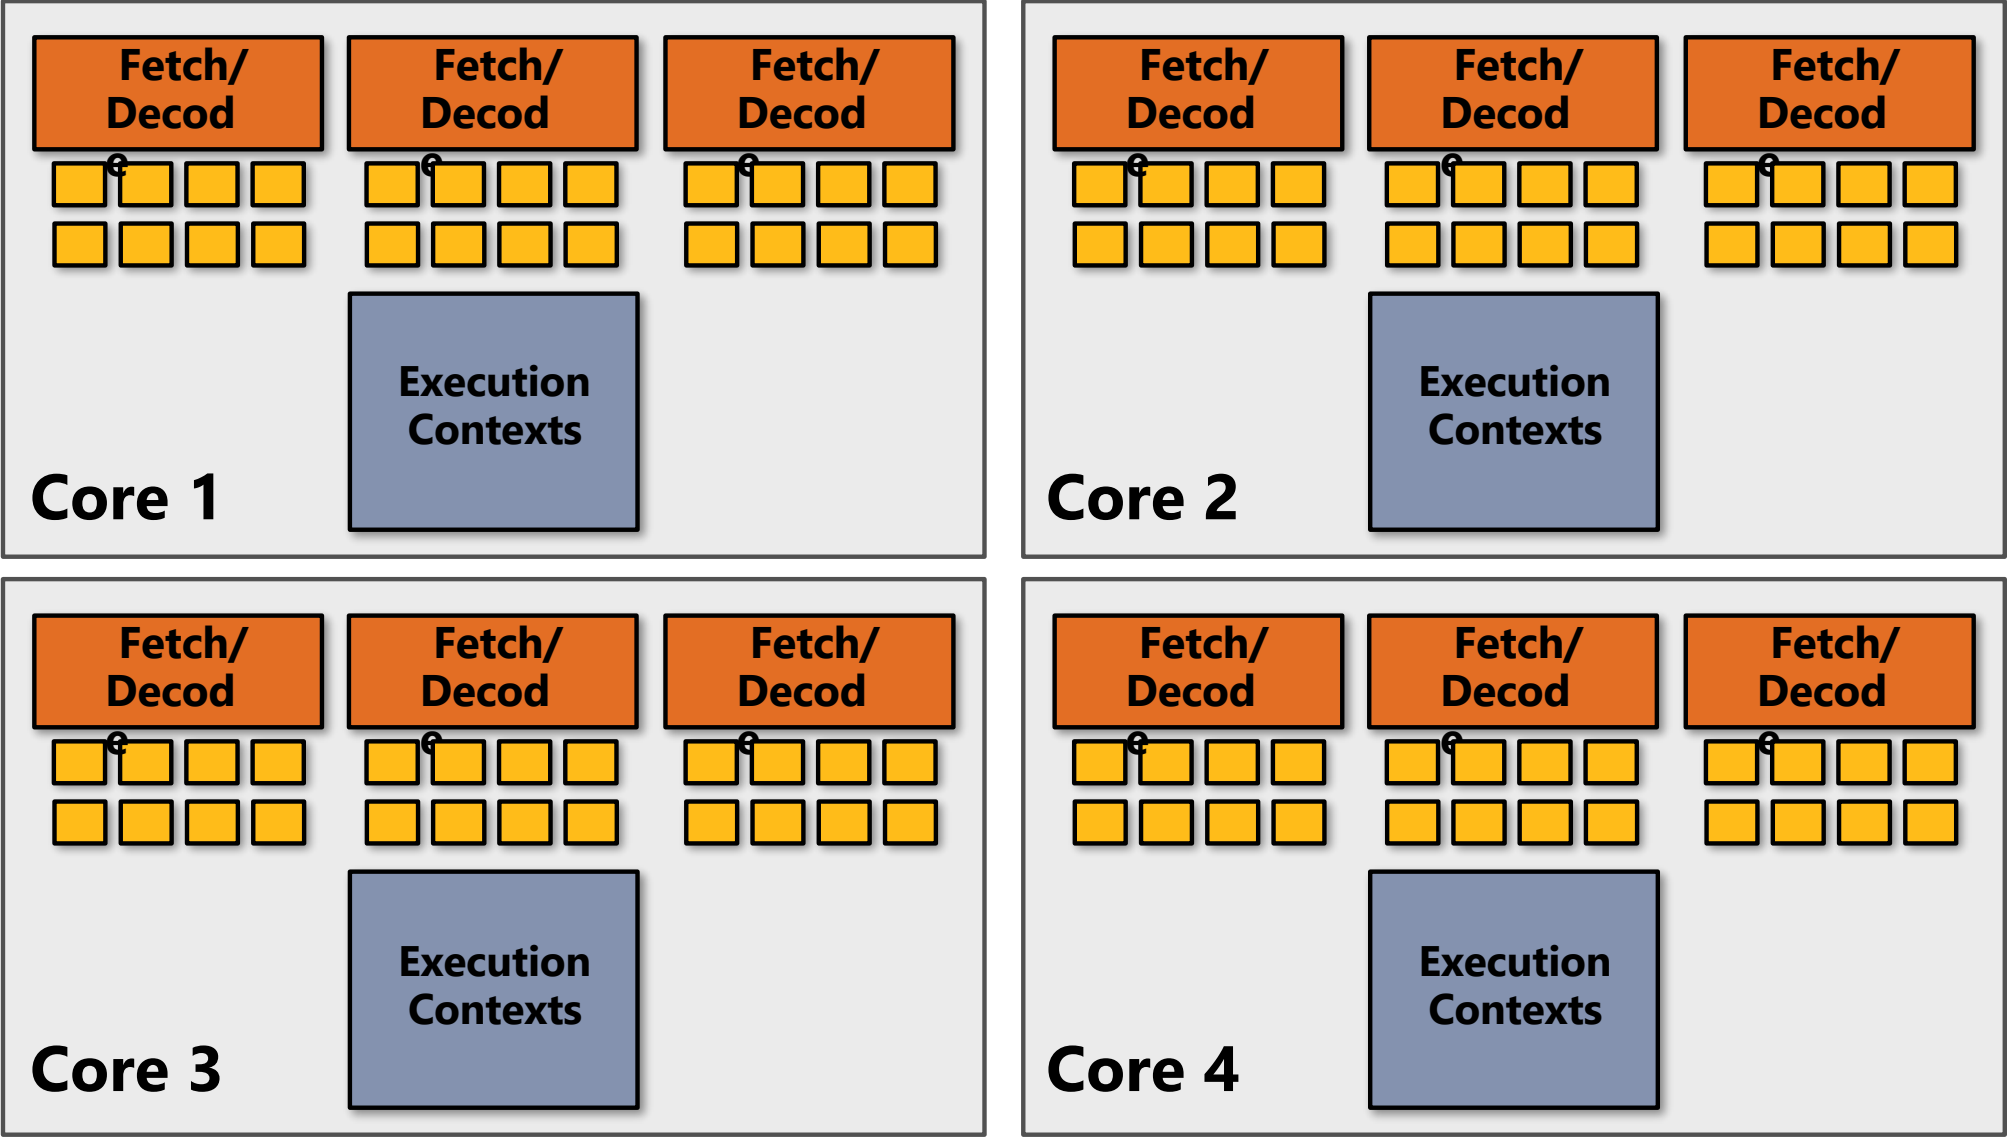 Fetch/
Decod
e
Fetch/
Decod
e
Fetch/
Decod
e
Execution
Contexts
Core 1
Fetch/
Decod
e
Fetch/
Decod
e
Fetch/
Decod
e
Execution
Contexts
Core 2
Fetch/
Decod
e
Fetch/
Decod
e
Fetch/
Decod
e
Execution
Contexts
Core 3
Fetch/
Decod
e
Fetch/
Decod
e
Fetch/
Decod
e
Execution
Contexts
Core 4